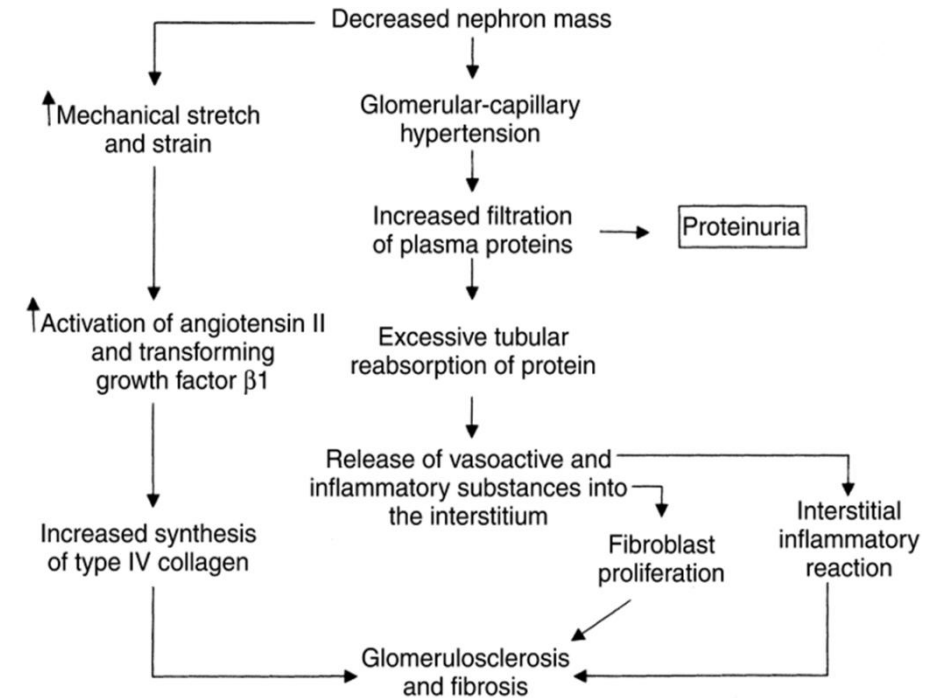 Decreased nephron mass
Mechanical stretch
and strain
Glomerular-capillary
hypertension
Increased filtration
of plasma proteins
Proteinuria
Activation of angiotensin II
and transforming
growth factor β1
Excessive tubular
reabsorption of protein
Release of vasoactive and
inflammatory substances into
the interstitium
Increased synthesis
of type IV collagen
Fibroblast
proliferation
Interstitial
inflammatory
reaction
Glomerulosclerosis
and fibrosis